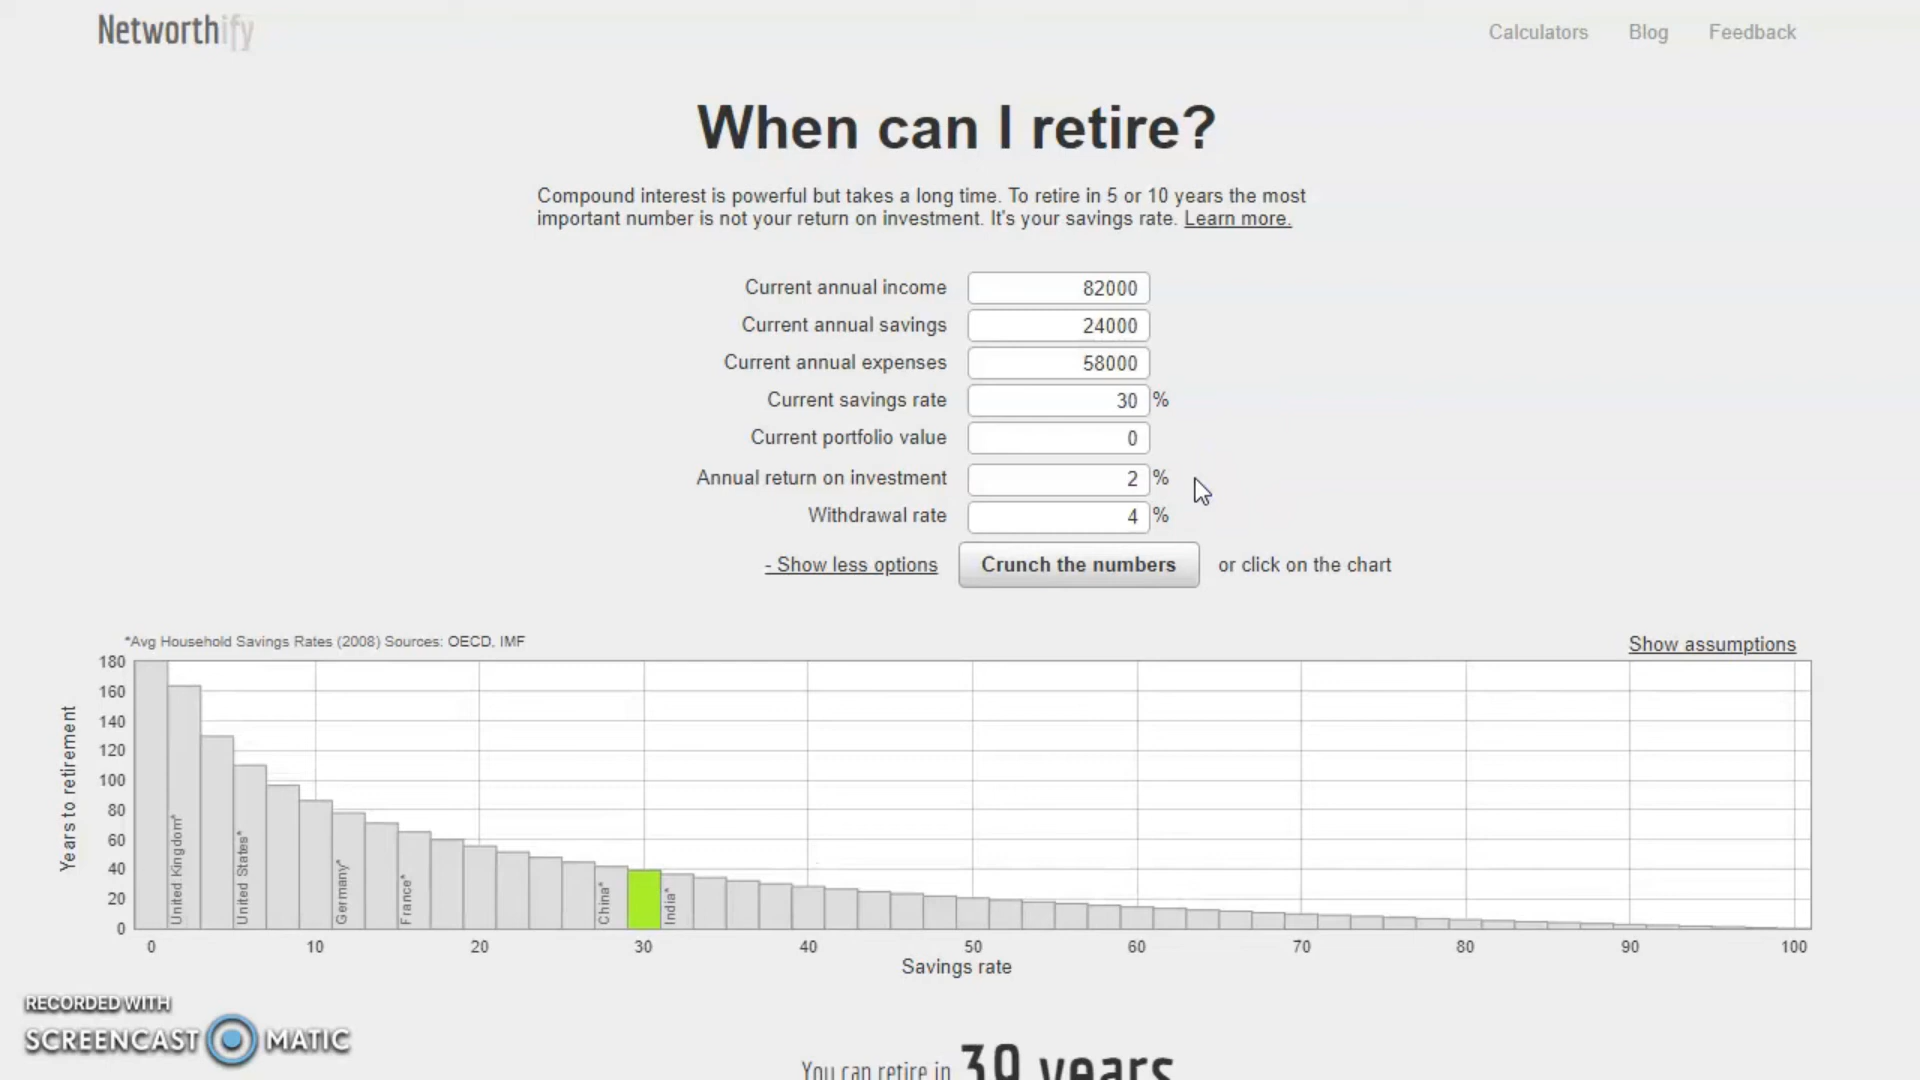 Networthify
Calculators Blog Feedback
When can I retire?
Compound interest is powerful but takes a long time. To retire in 5 or 10 years the most
important number is not your return on investment. It's your savings rate. Learn more.
Current annual income 82000
Current annual savings 24000
Current annual expenses 58000
Current savings rate 30 %
Current portfolio value 0
Annual return on investment 2 %
Withdrawal rate 4 %
- Show less options Crunch the numbers or click on the chart
*Avg Household Savings Rates (2008) Sources: OECD, IMF
Show assumptions
Years to retirement
180
160
140
120
100
80
60
40
20
0
United Kingdom*
United States*
Germany*
France*
China*
India*
0 10 20 30 40 50 60 70 80 90 100
Savings rate
RECORDED WITH
SCREENCAST MATIC
You can retire in 39 years